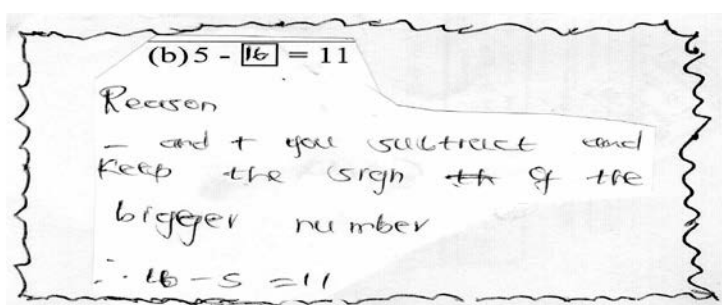 (b) 5 - 16 = 11
Reason
- and + you subtract and
keep the sign th of the
bigger number
∴ 16 - 5 = 11